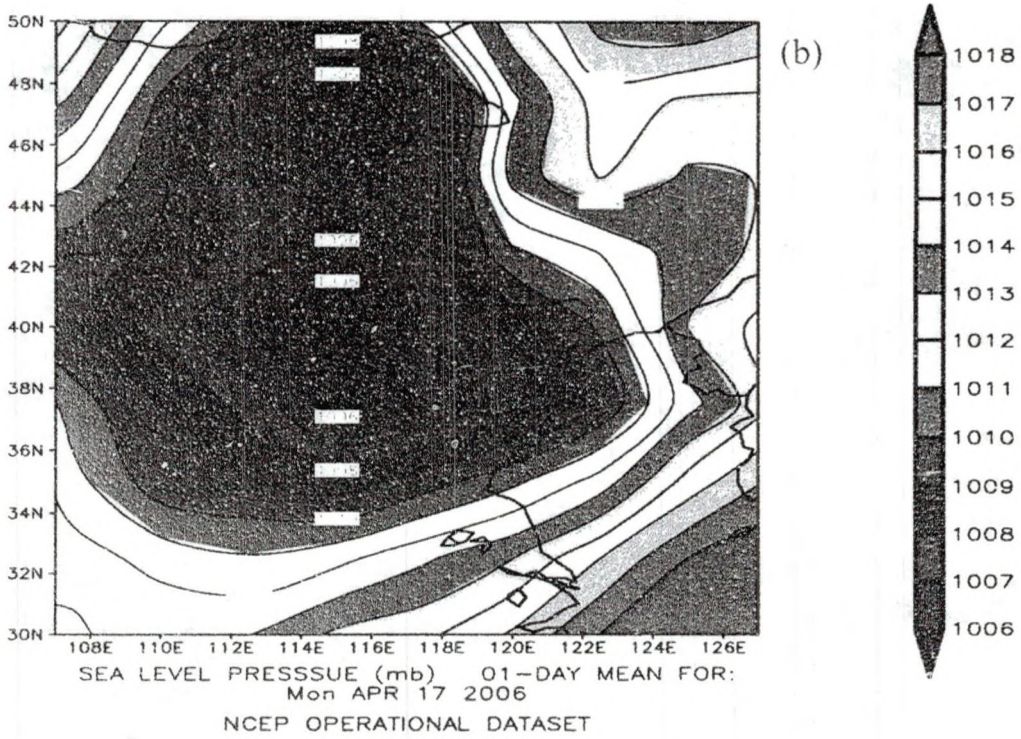 50N
48N
46N
44N
42N
40N
38N
36N
34N
32N
30N
108E 110E 112E 114E 116E 118E 120E 122E 124E 126E
(b)
1018
1017
1016
1015
1014
1013
1012
1011
1010
1009
1008
1007
1006
SEA LEVEL PRESSSUE (mb) 01-DAY MEAN FOR:
Mon APR 17 2006
NCEP OPERATIONAL DATASET